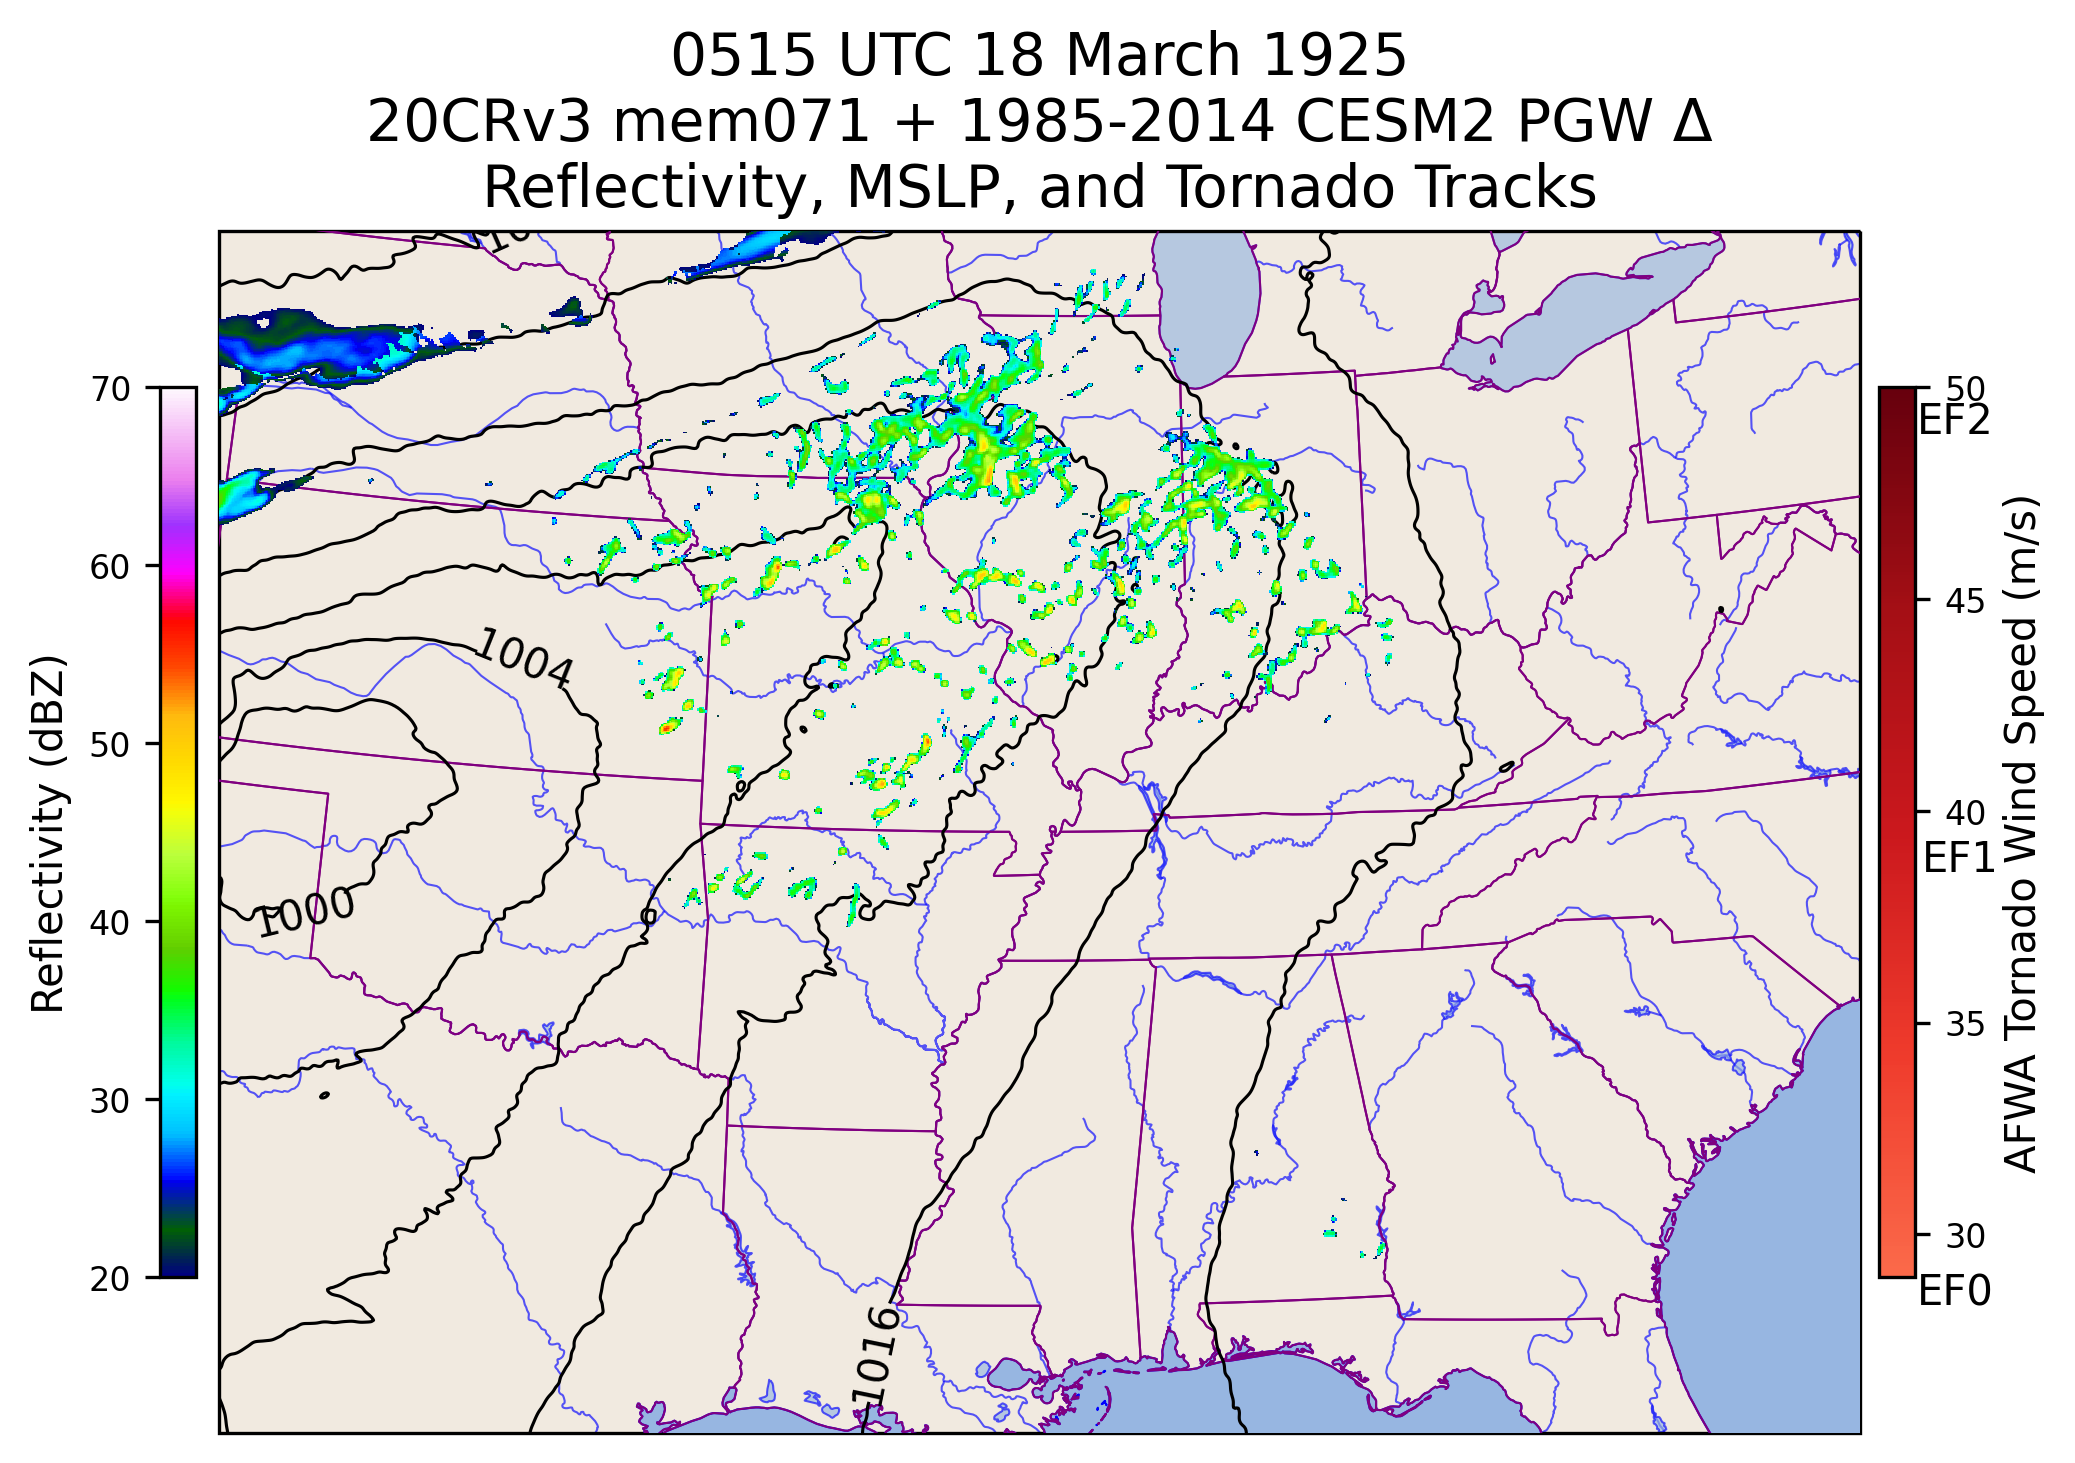 0515 UTC 18 March 1925
20CRv3 mem071 + 1985-2014 CESM2 PGW Δ
Reflectivity, MSLP, and Tornado Tracks
70
60
50
40
30
20
Reflectivity (dBZ)
1004
1000
1016
50
EF2
45
40
EF1
35
30
EF0
AFWA Tornado Wind Speed (m/s)